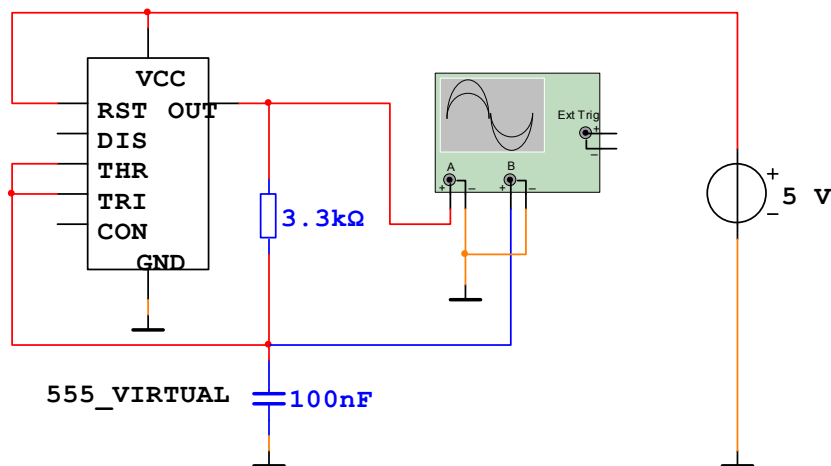 VCC
RST OUT
DIS
THR
TRI
CON
GND
3.3kΩ
555_VIRTUAL
100nF
Ext Trig
+
−
A
B
+ − + −
+
−
5 V